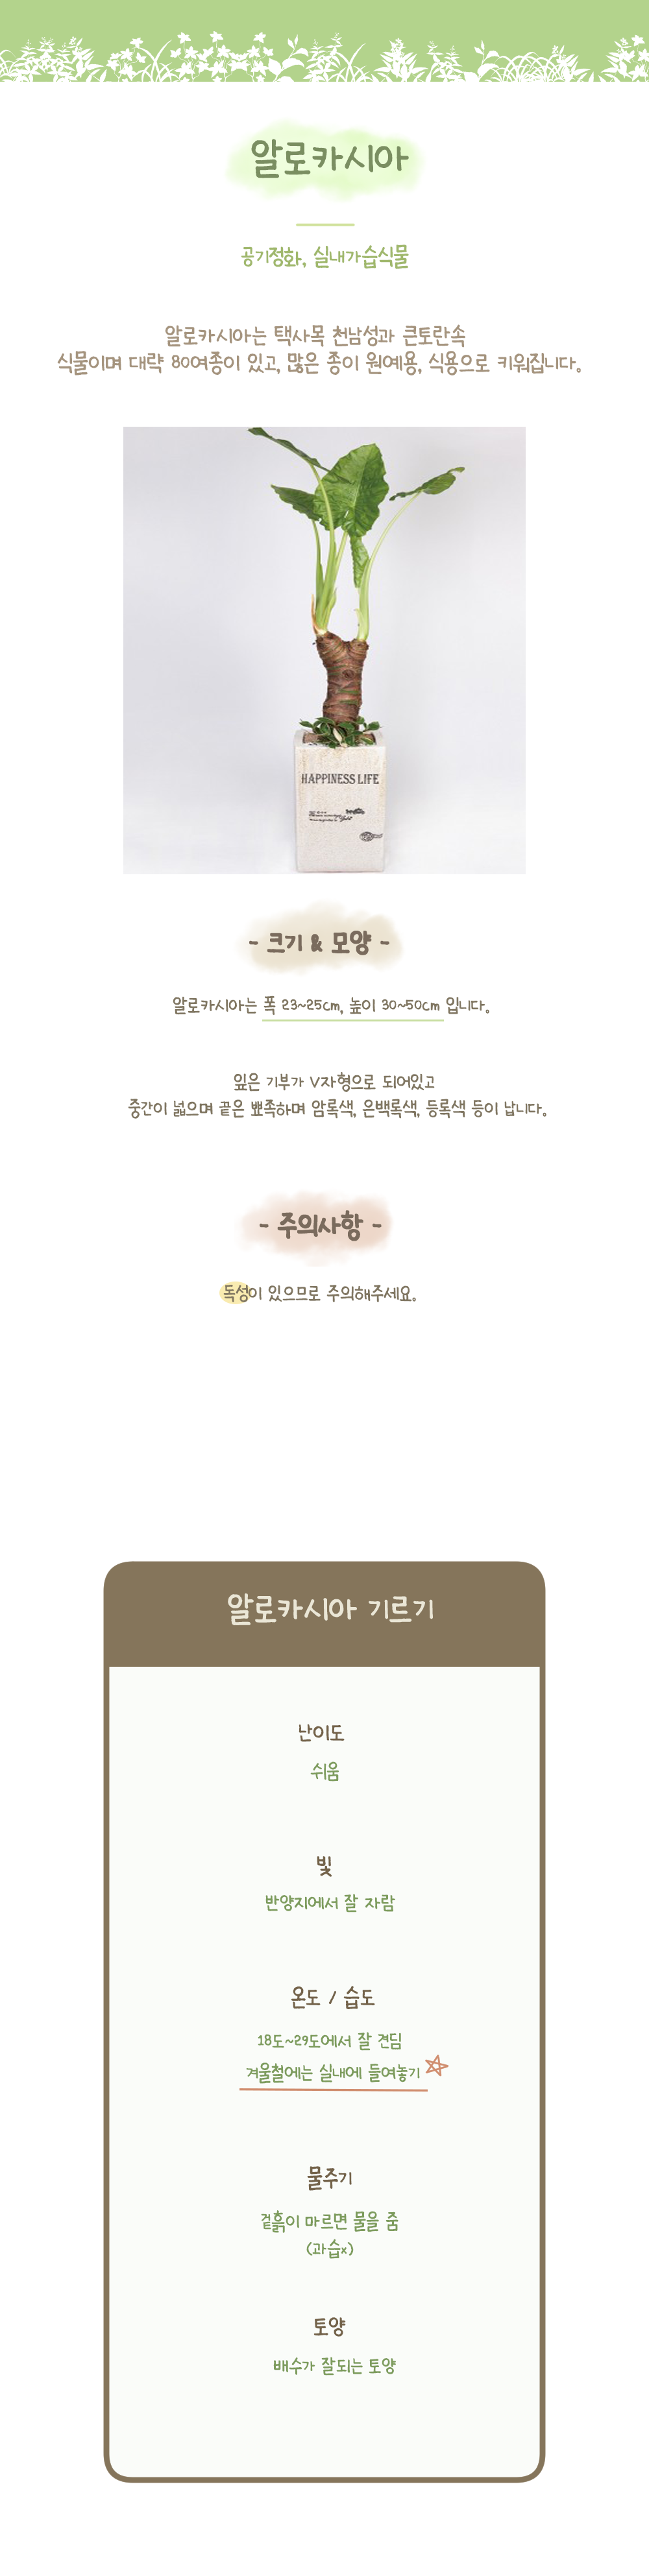 알로카시아
공기정화, 실내가습식물
알로카시아는 택사목 천남성과 큰토란속
식물이며 대략 80여종이 있고, 많은 종이 원예용, 식용으로 키워집니다.
HAPPINESS LIFE
- 크기 & 모양 -
알로카시아는 폭 23~25cm, 높이 30~50cm 입니다.
잎은 기부가 V자형으로 되어있고
중간이 넓으며 끝은 뾰족하며 암록색, 은백록색, 등록색 등이 납니다.
- 주의사항 -
독성이 있으므로 주의해주세요.
알로카시아 기르기
난이도
쉬움
빛
반양지에서 잘 자람
온도 / 습도
18도~29도에서 잘 견딤
겨울철에는 실내에 들여놓기
물주기
겉흙이 마르면 물을 줌
(과습x)
토양
배수가 잘되는 토양